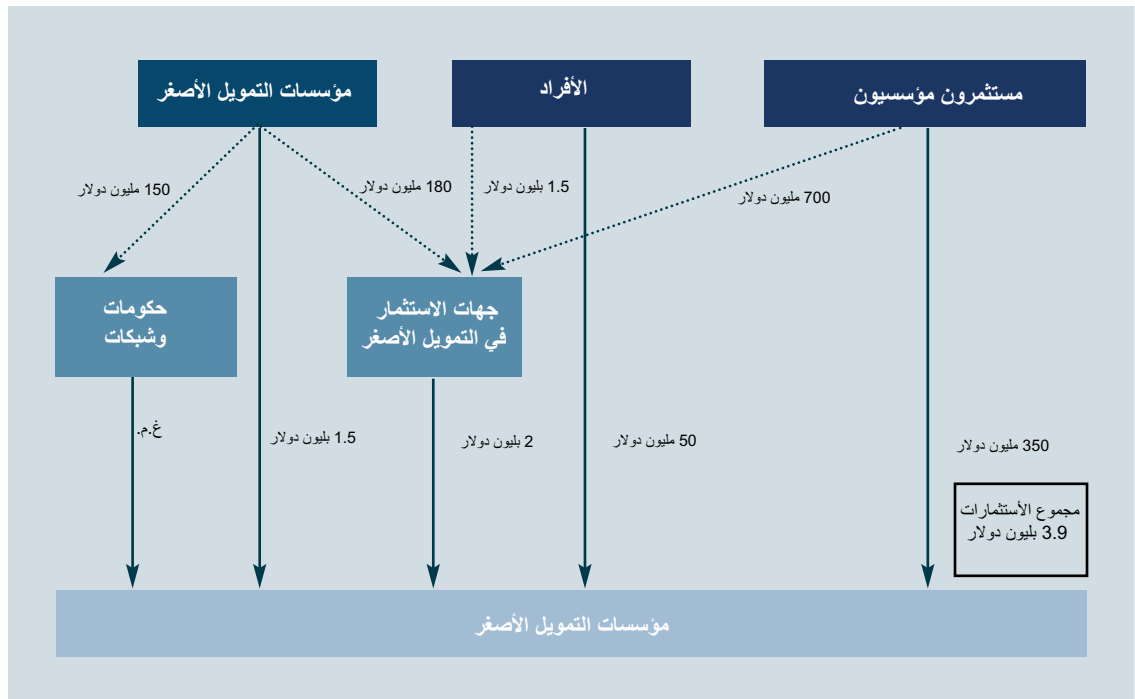 مؤسسات التمويل الأصغر
الأفراد
مستثمرون مؤسسيون
150 مليون دولار
180 مليون دولار
1.5 بليون دولار
700 مليون دولار
حكومات
وشبكات
جهات الاستثمار
في التمويل الأصغر
غ.م.
1.5 بليون دولار
2 بليون دولار
50 مليون دولار
350 مليون دولار
مجموع الأستثمارات
3.9 بليون دولار
مؤسسات التمويل الأصغر